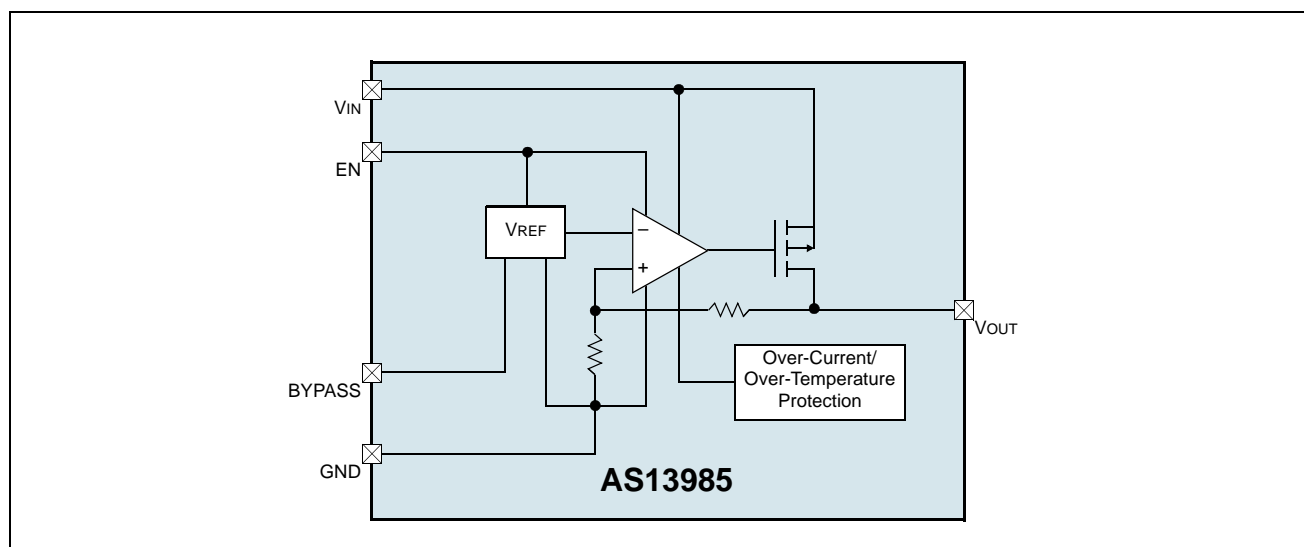 VIN
EN
VREF
−
+
VOUT
Over-Current/
Over-Temperature
Protection
BYPASS
GND
AS13985